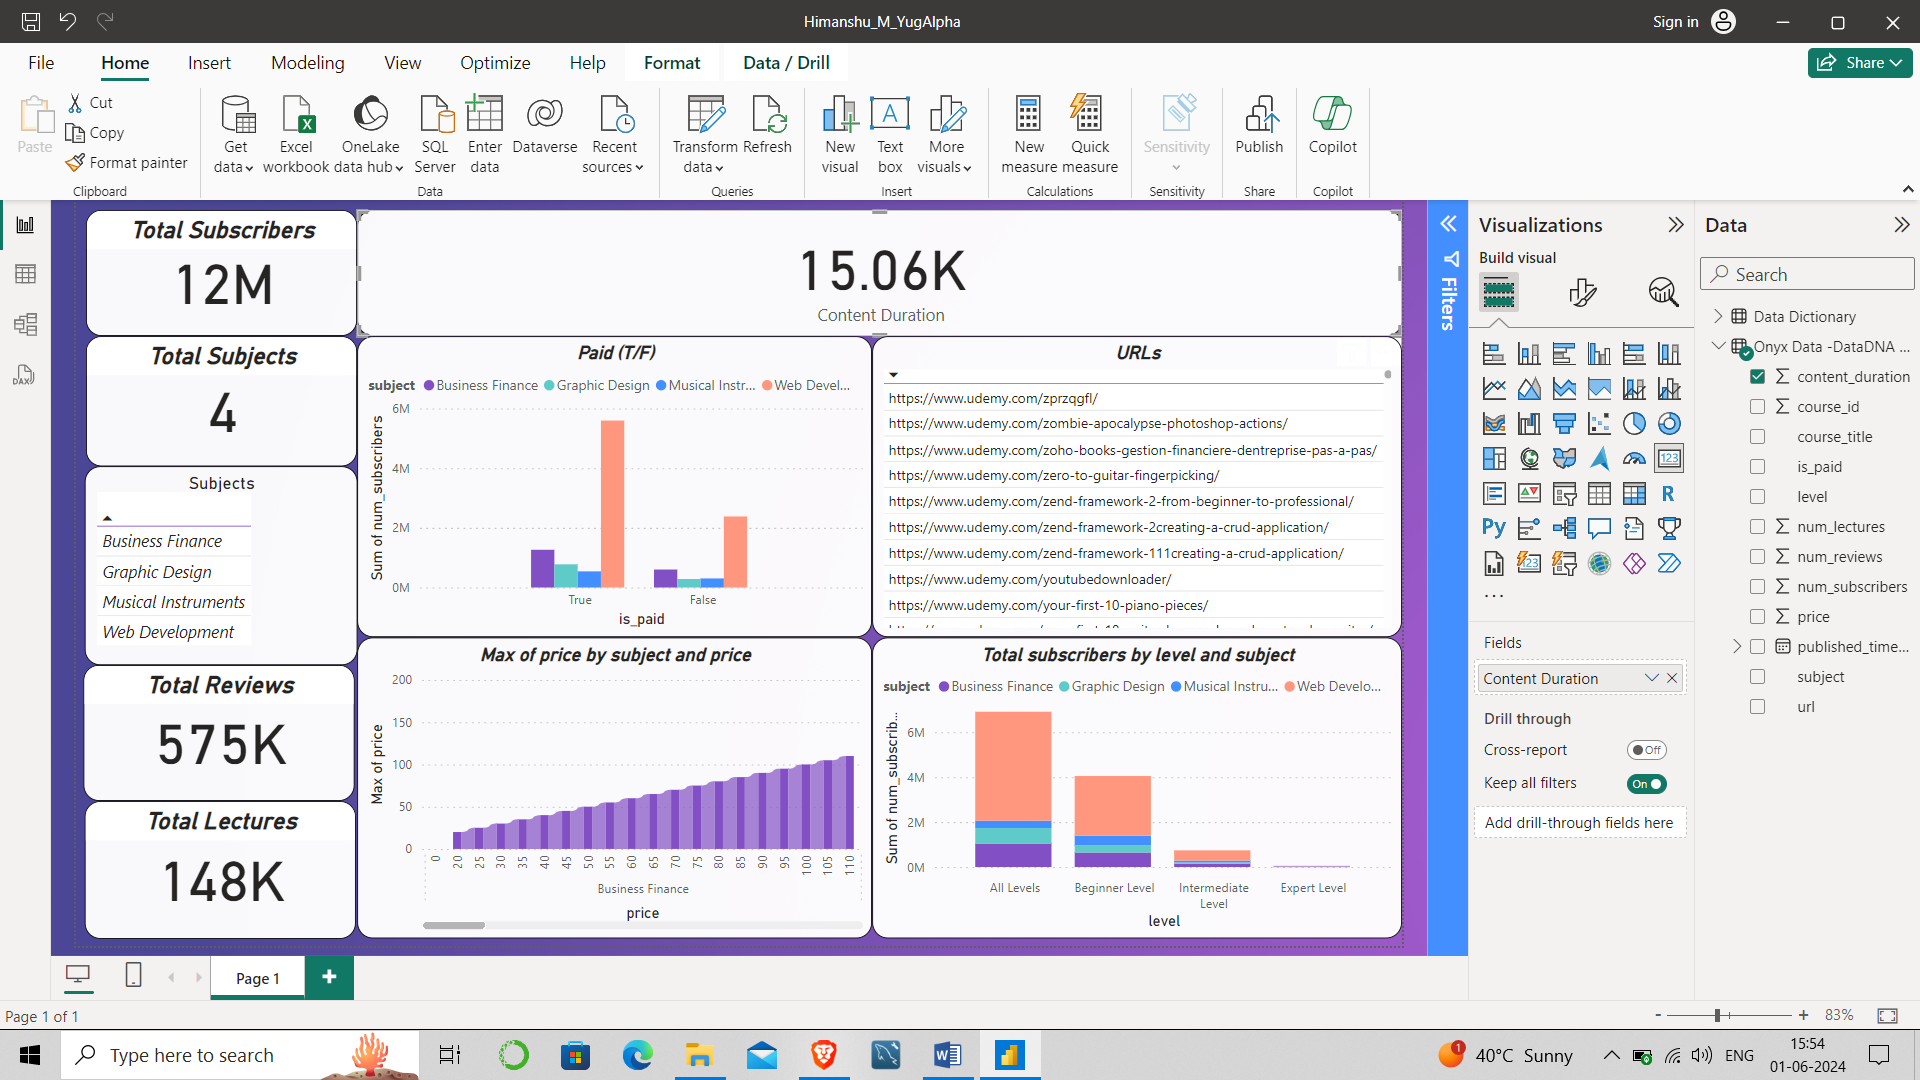 Himanshu_M_YugAlpha
Sign in
File
Home
Insert
Modeling
View
Optimize
Help
Format
Data / Drill
Share
Paste
Cut
Copy
Format painter
Clipboard
Get data
Excel workbook
OneLake data hub
SQL Server
Enter data
Dataverse
Recent sources
Data
Transform data
Refresh
Queries
New visual
Text box
More visuals
Insert
New measure
Quick measure
Calculations
Sensitivity
Sensitivity
Publish
Share
Copilot
Copilot
Total Subscribers
12M
Total Subjects
4
Subjects
Business Finance
Graphic Design
Musical Instruments
Web Development
Total Reviews
575K
Total Lectures
148K
15.06K
Content Duration
Paid (T/F)
subject Business Finance Graphic Design Musical Instr... Web Devel...
Sum of num_subscribers
6M
4M
2M
0M
True False
is_paid
URLs
https://www.udemy.com/zprzqgfl/
https://www.udemy.com/zombie-apocalypse-photoshop-actions/
https://www.udemy.com/zoho-books-gestion-financiere-dentreprise-pas-a-pas/
https://www.udemy.com/zero-to-guitar-fingerpicking/
https://www.udemy.com/zend-framework-2-from-beginner-to-professional/
https://www.udemy.com/zend-framework-2creating-a-crud-application/
https://www.udemy.com/zend-framework-111creating-a-crud-application/
https://www.udemy.com/youtubedownloader/
https://www.udemy.com/your-first-10-piano-pieces/
Max of price by subject and price
Max of price
200
150
100
50
0
0 20 25 30 35 40 45 50 55 60 65 70 75 80 85 90 95 100 105 110
Business Finance
price
Total subscribers by level and subject
subject Business Finance Graphic Design Musical Instru... Web Develo...
Sum of num_subscrib...
6M
4M
2M
0M
All Levels Beginner Level Intermediate Level Expert Level
level
Filters
Visualizations
Build visual
123
R
Py
123
Fields
Content Duration
Drill through
Cross-report
Off
Keep all filters
On
Add drill-through fields here
Data
Search
Data Dictionary
Onyx Data -DataDNA ...
content_duration
course_id
course_title
is_paid
level
num_lectures
num_reviews
num_subscribers
price
published_time...
subject
url
Page 1
Page 1 of 1
83%
Type here to search
1
40°C Sunny
ENG
15:54
01-06-2024